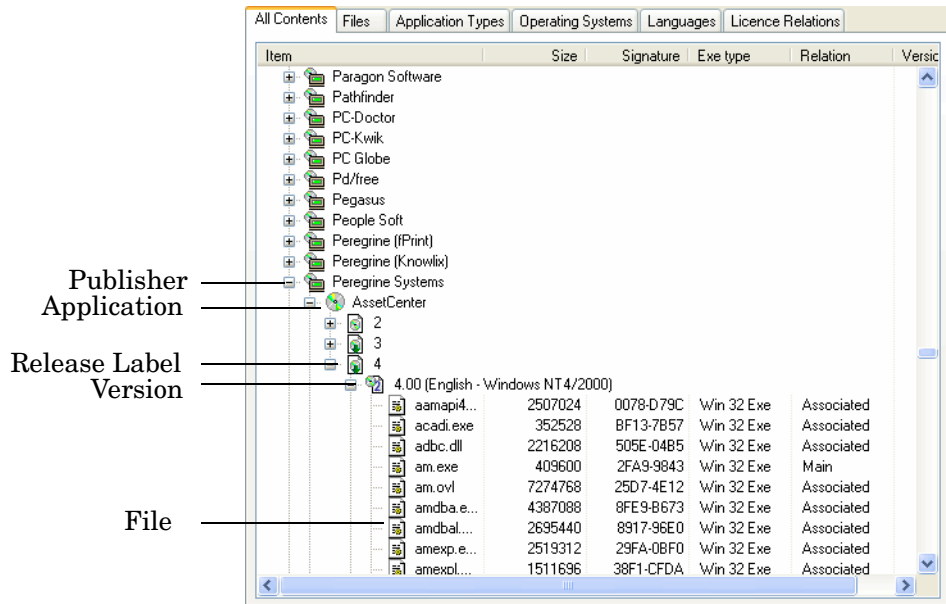 All Contents Files Application Types Operating Systems Languages Licence Relations
Item Size Signature Exe type Relation Versic
Paragon Software
Pathfinder
PC-Doctor
PC-Kwik
PC Globe
Pd/free
Pegasus
People Soft
Peregrine (fPrint)
Peregrine (Knowlix)
Publisher Peregrine Systems
Application AssetCenter
2
3
Release Label 4
Version 4.00 (English - Windows NT4/2000)
aamapi4... 2507024 0078-D79C Win 32 Exe Associated
acadi.exe 352528 BF13-7B57 Win 32 Exe Associated
adbc.dll 2216208 505E-04B5 Win 32 Exe Associated
am.exe 409600 2FA9-9843 Win 32 Exe Main
am.ovl 7274768 25D7-4E12 Win 32 Exe Associated
amdba.e... 4387088 8FE9-B673 Win 32 Exe Associated
File amdbal.... 2695440 8917-96E0 Win 32 Exe Associated
amexp.e... 2519312 29FA-0BF0 Win 32 Exe Associated
amexpl.... 1511696 38F1-CFDA Win 32 Exe Associated